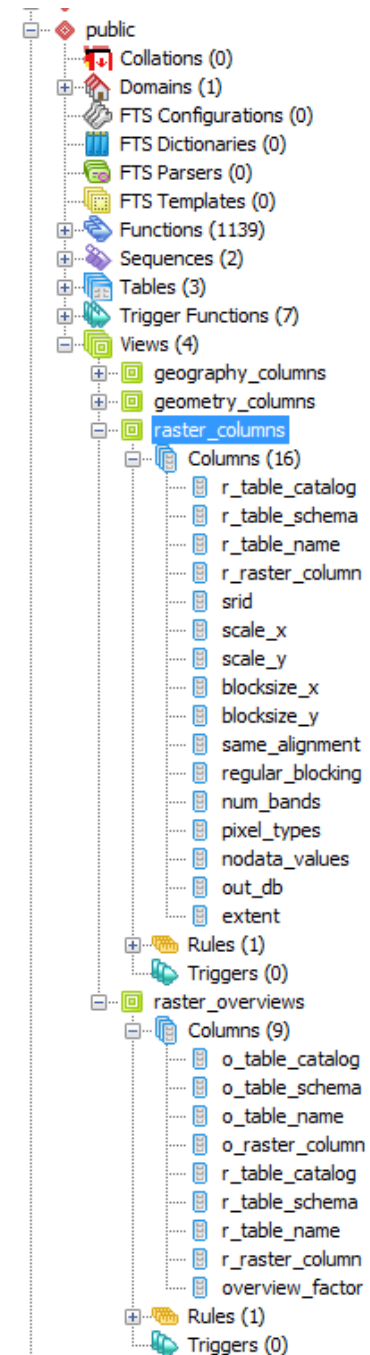 public
Collations (0)
Domains (1)
FTS Configurations (0)
FTS Dictionaries (0)
FTS Parsers (0)
FTS Templates (0)
Functions (1139)
Sequences (2)
Tables (3)
Trigger Functions (7)
Views (4)
geography_columns
geometry_columns
raster_columns
Columns (16)
r_table_catalog
r_table_schema
r_table_name
r_raster_column
srid
scale_x
scale_y
blocksize_x
blocksize_y
same_alignment
regular_blocking
num_bands
pixel_types
nodata_values
out_db
extent
Rules (1)
Triggers (0)
raster_overviews
Columns (9)
o_table_catalog
o_table_schema
o_table_name
o_raster_column
r_table_catalog
r_table_schema
r_table_name
r_raster_column
overview_factor
Rules (1)
Triggers (0)